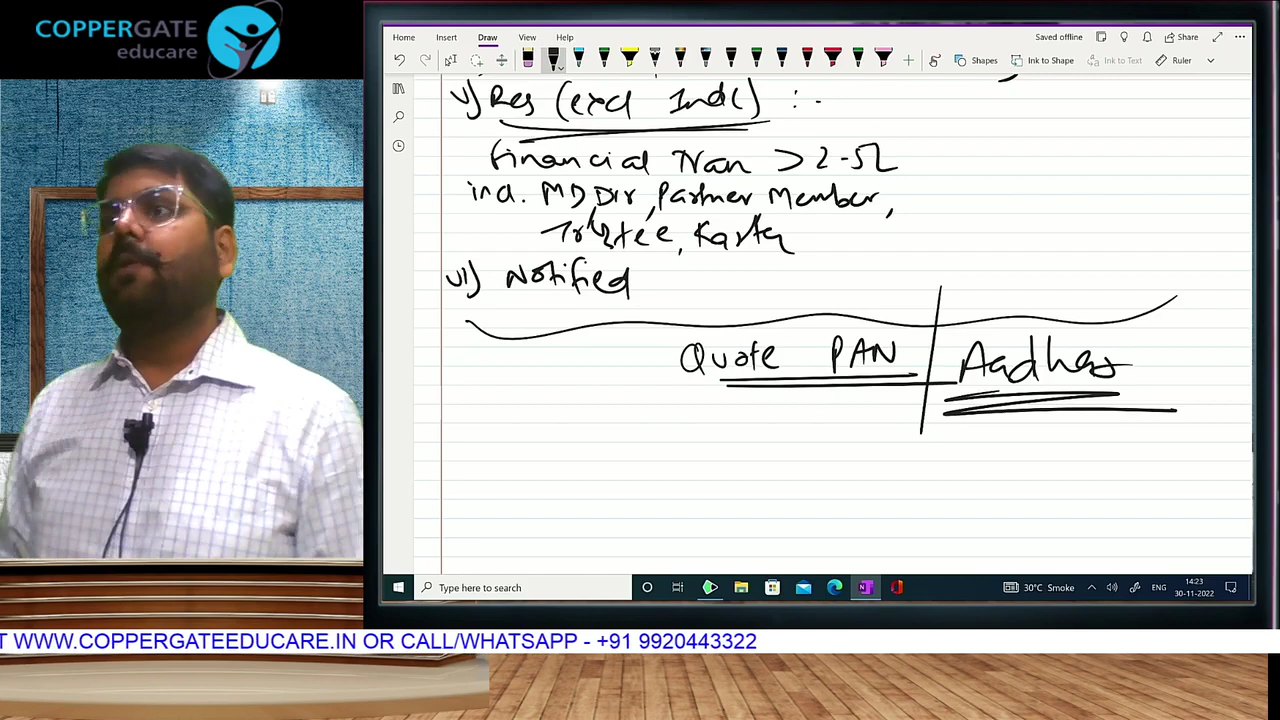 COPPERGATE
educare
Home Insert Draw View Help
Saved offline
Share
Shapes
Ink to Shape
Ink to Text
Ruler
v) Res (excl Indl) :-
Financial Tran > 2.5L
incl. MD, Dir, Partner Member,
Trustee, Karta
vi) Notified
Quote PAN
Aadhar
Type here to search
30°C Smoke
ENG
14:23
30-11-2022
T WWW.COPPERGATEEDUCARE.IN OR CALL/WHATSAPP - +91 9920443322